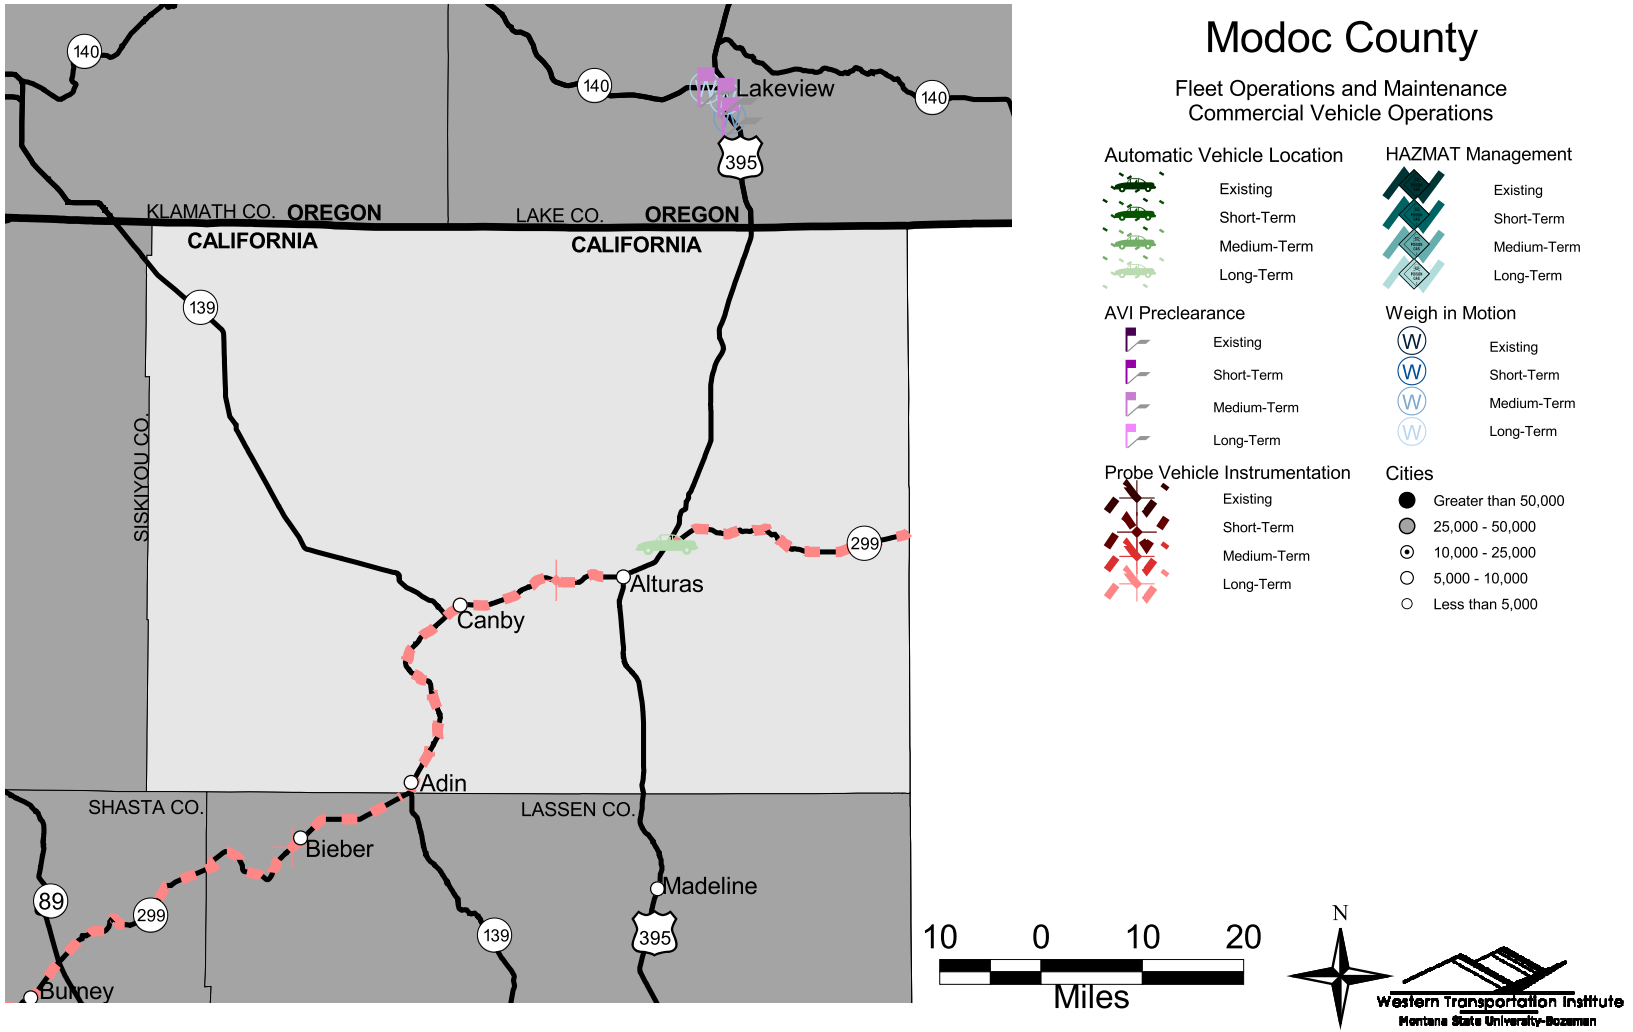 Modoc County
Fleet Operations and Maintenance
Commercial Vehicle Operations
Automatic Vehicle Location
Existing
Short-Term
Medium-Term
Long-Term
HAZMAT Management
Existing
Short-Term
Medium-Term
Long-Term
AVI Preclearance
Existing
Short-Term
Medium-Term
Long-Term
Weigh in Motion
W Existing
W Short-Term
W Medium-Term
W Long-Term
Probe Vehicle Instrumentation
Existing
Short-Term
Medium-Term
Long-Term
Cities
Greater than 50,000
25,000 - 50,000
10,000 - 25,000
5,000 - 10,000
Less than 5,000
140
140
W
Lakeview
140
W
395
KLAMATH CO. OREGON
LAKE CO. OREGON
CALIFORNIA
CALIFORNIA
139
SISKIYOU CO.
299
Alturas
Canby
Adin
SHASTA CO.
LASSEN CO.
Bieber
Madeline
89
299
139
395
Burney
10 0 10 20
Miles
N
Western Transportation Institute
Montana State University-Bozeman